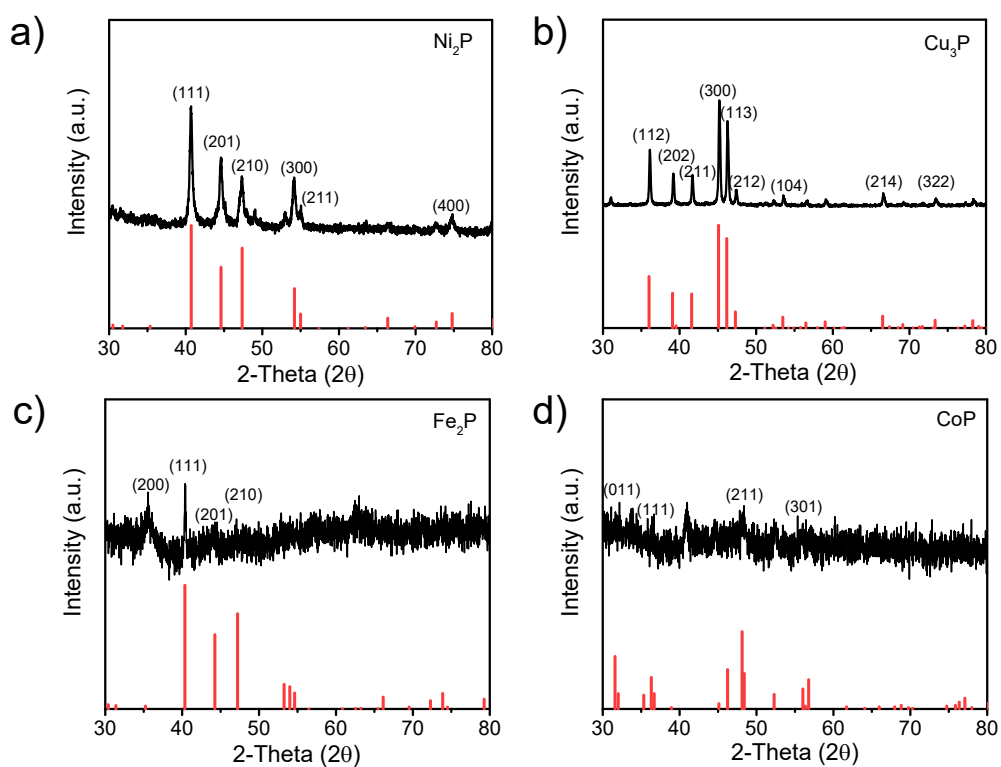 a)
Ni₂P
Intensity (a.u.)
(111)
(201)
(210)
(300)
(211)
(400)
30 40 50 60 70 80
2-Theta (2θ)
b)
Cu₃P
Intensity (a.u.)
(300)
(113)
(112)
(202)
(211)
(212)
(104)
(214)
(322)
30 40 50 60 70 80
2-Theta (2θ)
c)
Fe₂P
Intensity (a.u.)
(111)
(200)
(210)
(201)
30 40 50 60 70 80
2-Theta (2θ)
d)
CoP
Intensity (a.u.)
(011)
(211)
(111)
(301)
30 40 50 60 70 80
2-Theta (2θ)